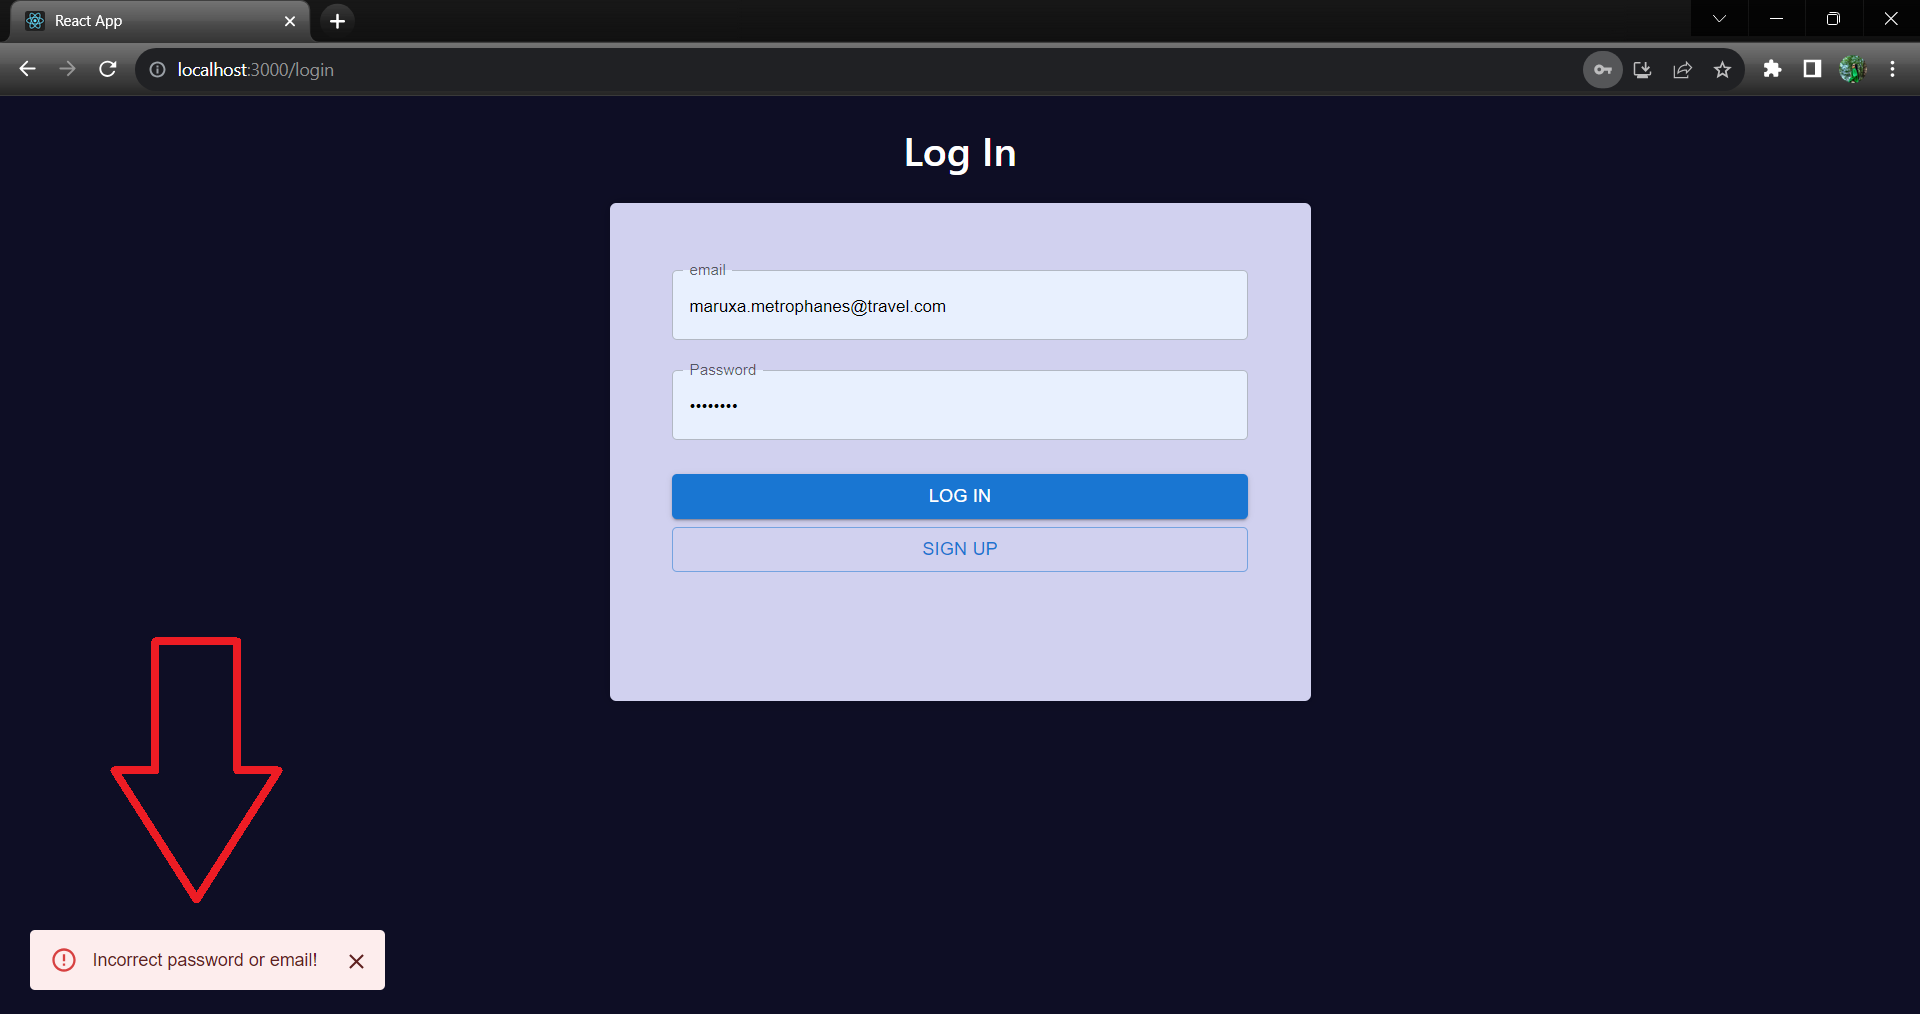 React App
localhost:3000/login
Log In
email
maruxa.metrophanes@travel.com
Password
••••••••
LOG IN
SIGN UP
Incorrect password or email!